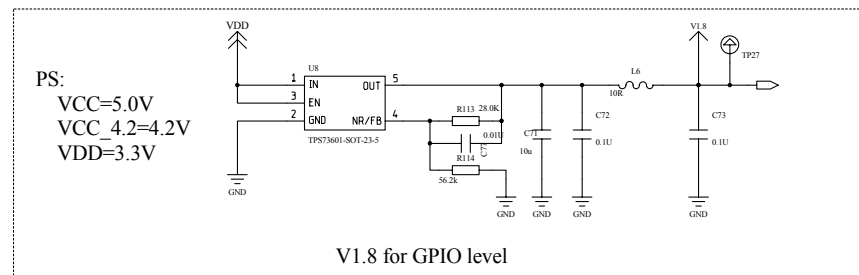 VDD
V1.8
U8
TP27
L6
1 IN OUT 5
3 EN
2 GND NR/FB 4
TPS73601-SOT-23-5
PS:
VCC=5.0V
VCC_4.2=4.2V
VDD=3.3V
R113 28.0K
0.01U
C77
R114
56.2k
C71
10u
C72
0.1U
10R
C73
0.1U
GND
GND
GND
GND
GND
V1.8 for GPIO level